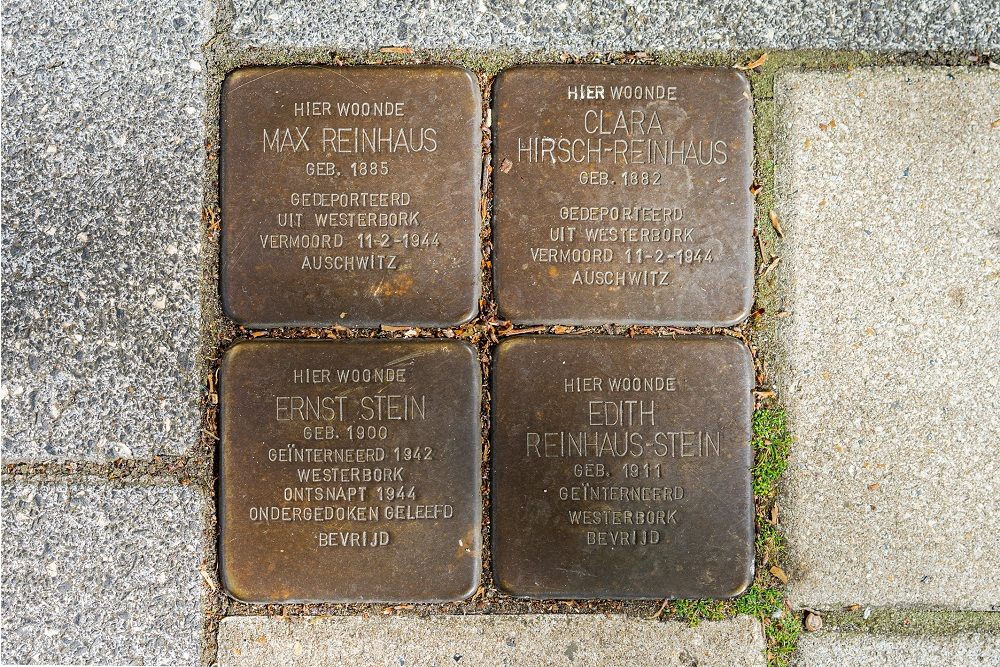 HIER WOONDE
MAX REINHAUS
GEB. 1885
GEDEPORTEERD
UIT WESTERBORK
VERMOORD 11-2-1944
AUSCHWITZ
HIER WOONDE
CLARA
HIRSCH-REINHAUS
GEB. 1882
GEDEPORTEERD
UIT WESTERBORK
VERMOORD 11-2-1944
AUSCHWITZ
HIER WOONDE
ERNST STEIN
GEB. 1900
GEÏNTERNEERD 1942
WESTERBORK
ONTSNAPT 1944
ONDERGEDOKEN GELEEFD
BEVRIJD
HIER WOONDE
EDITH
REINHAUS-STEIN
GEB. 1911
GEÏNTERNEERD
WESTERBORK
BEVRIJD